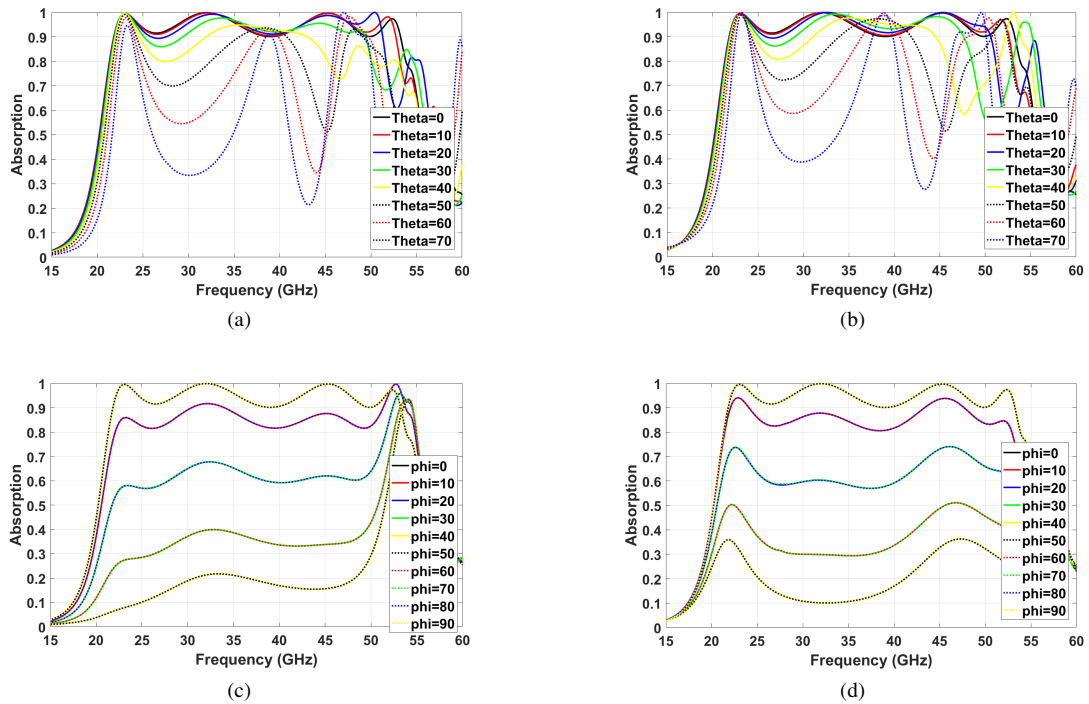 1
0.9
0.8
0.7
0.6
0.5
0.4
0.3
0.2
0.1
0
Absorption
15 20 25 30 35 40 45 50 55 60
Frequency (GHz)
Theta=0
Theta=10
Theta=20
Theta=30
Theta=40
Theta=50
Theta=60
Theta=70
(a)
1
0.9
0.8
0.7
0.6
0.5
0.4
0.3
0.2
0.1
0
Absorption
15 20 25 30 35 40 45 50 55 60
Frequency (GHz)
Theta=0
Theta=10
Theta=20
Theta=30
Theta=40
Theta=50
Theta=60
Theta=70
(b)
1
0.9
0.8
0.7
0.6
0.5
0.4
0.3
0.2
0.1
0
Absorption
15 20 25 30 35 40 45 50 55 60
Frequency (GHz)
phi=0
phi=10
phi=20
phi=30
phi=40
phi=50
phi=60
phi=70
phi=80
phi=90
(c)
1
0.9
0.8
0.7
0.6
0.5
0.4
0.3
0.2
0.1
0
Absorption
15 20 25 30 35 40 45 50 55 60
Frequency (GHz)
phi=0
phi=10
phi=20
phi=30
phi=40
phi=50
phi=60
phi=70
phi=80
phi=90
(d)